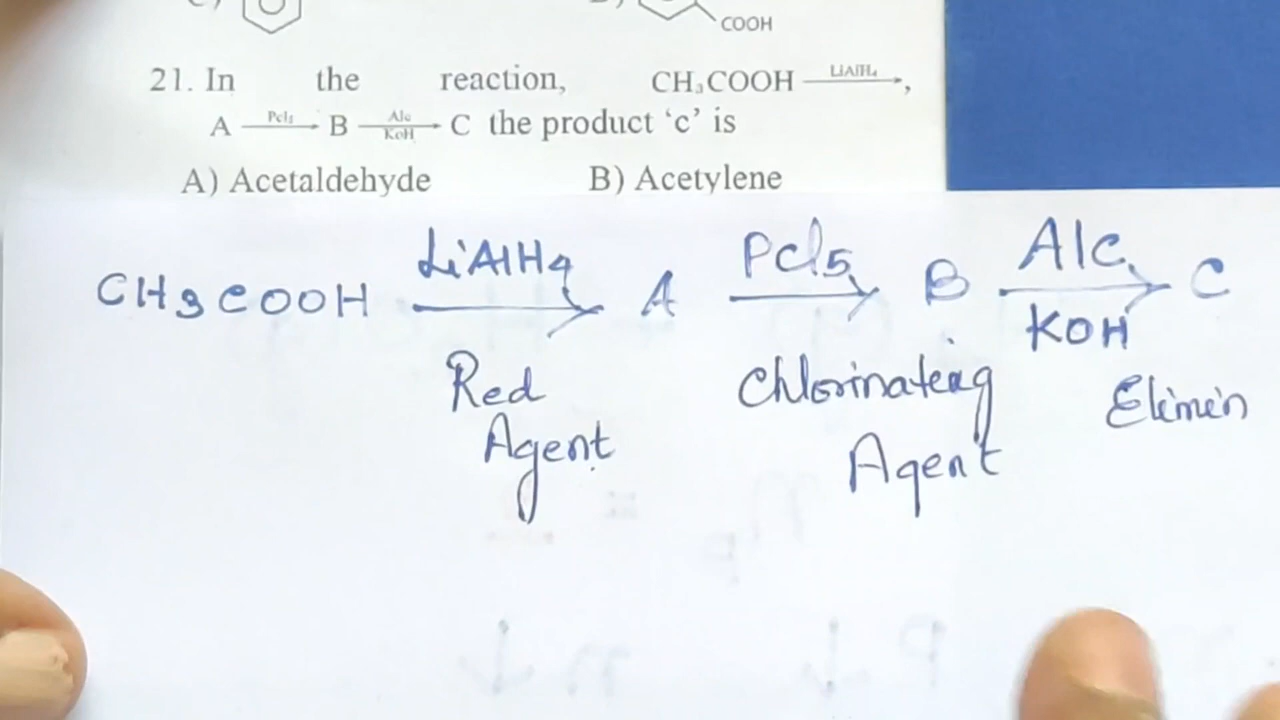 COOH
21. In the reaction, CH₃COOH LiAlH₄ ,
A Pcl₅ B Alc KoH C the product ‘c’ is
A) Acetaldehyde B) Acetylene
CH3COOH LiAlH4 A PCl5 B Alc. KOH C
Red Agent
Chlorinateing Agent
Elimin